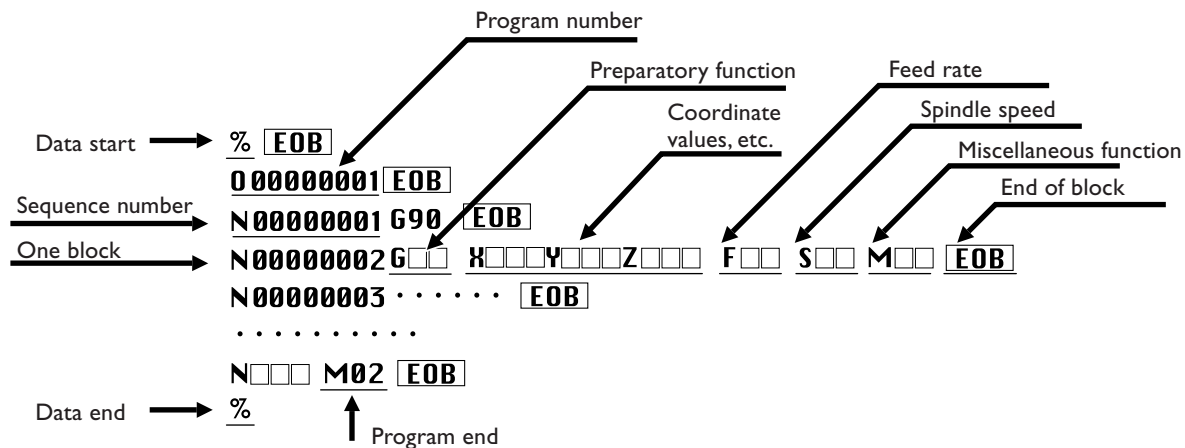 Program number
Preparatory function
Feed rate
Coordinate
values, etc.
Spindle speed
Miscellaneous function
End of block
Data start
% EOB
O 00000001 EOB
Sequence number
N00000001 G90 EOB
One block
N00000002 G□□ X□□□Y□□□Z□□□ F□□ S□□ M□□ EOB
N00000003 · · · · · · EOB
· · · · · · · · · ·
N□□□ M02 EOB
Data end
%
Program end